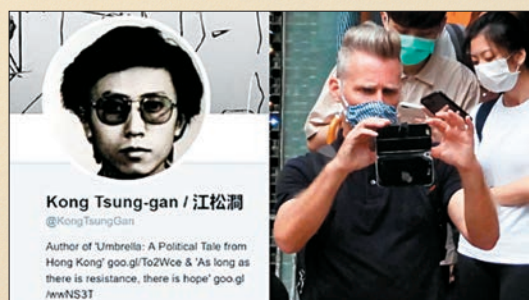 Kong Tsung-gan / 江松澗
@KongTsungGan
Author of 'Umbrella: A Political Tale from
Hong Kong' goo.gl/To2Wce & 'As long as
there is resistance, there is hope' goo.gl
/wwNS3T